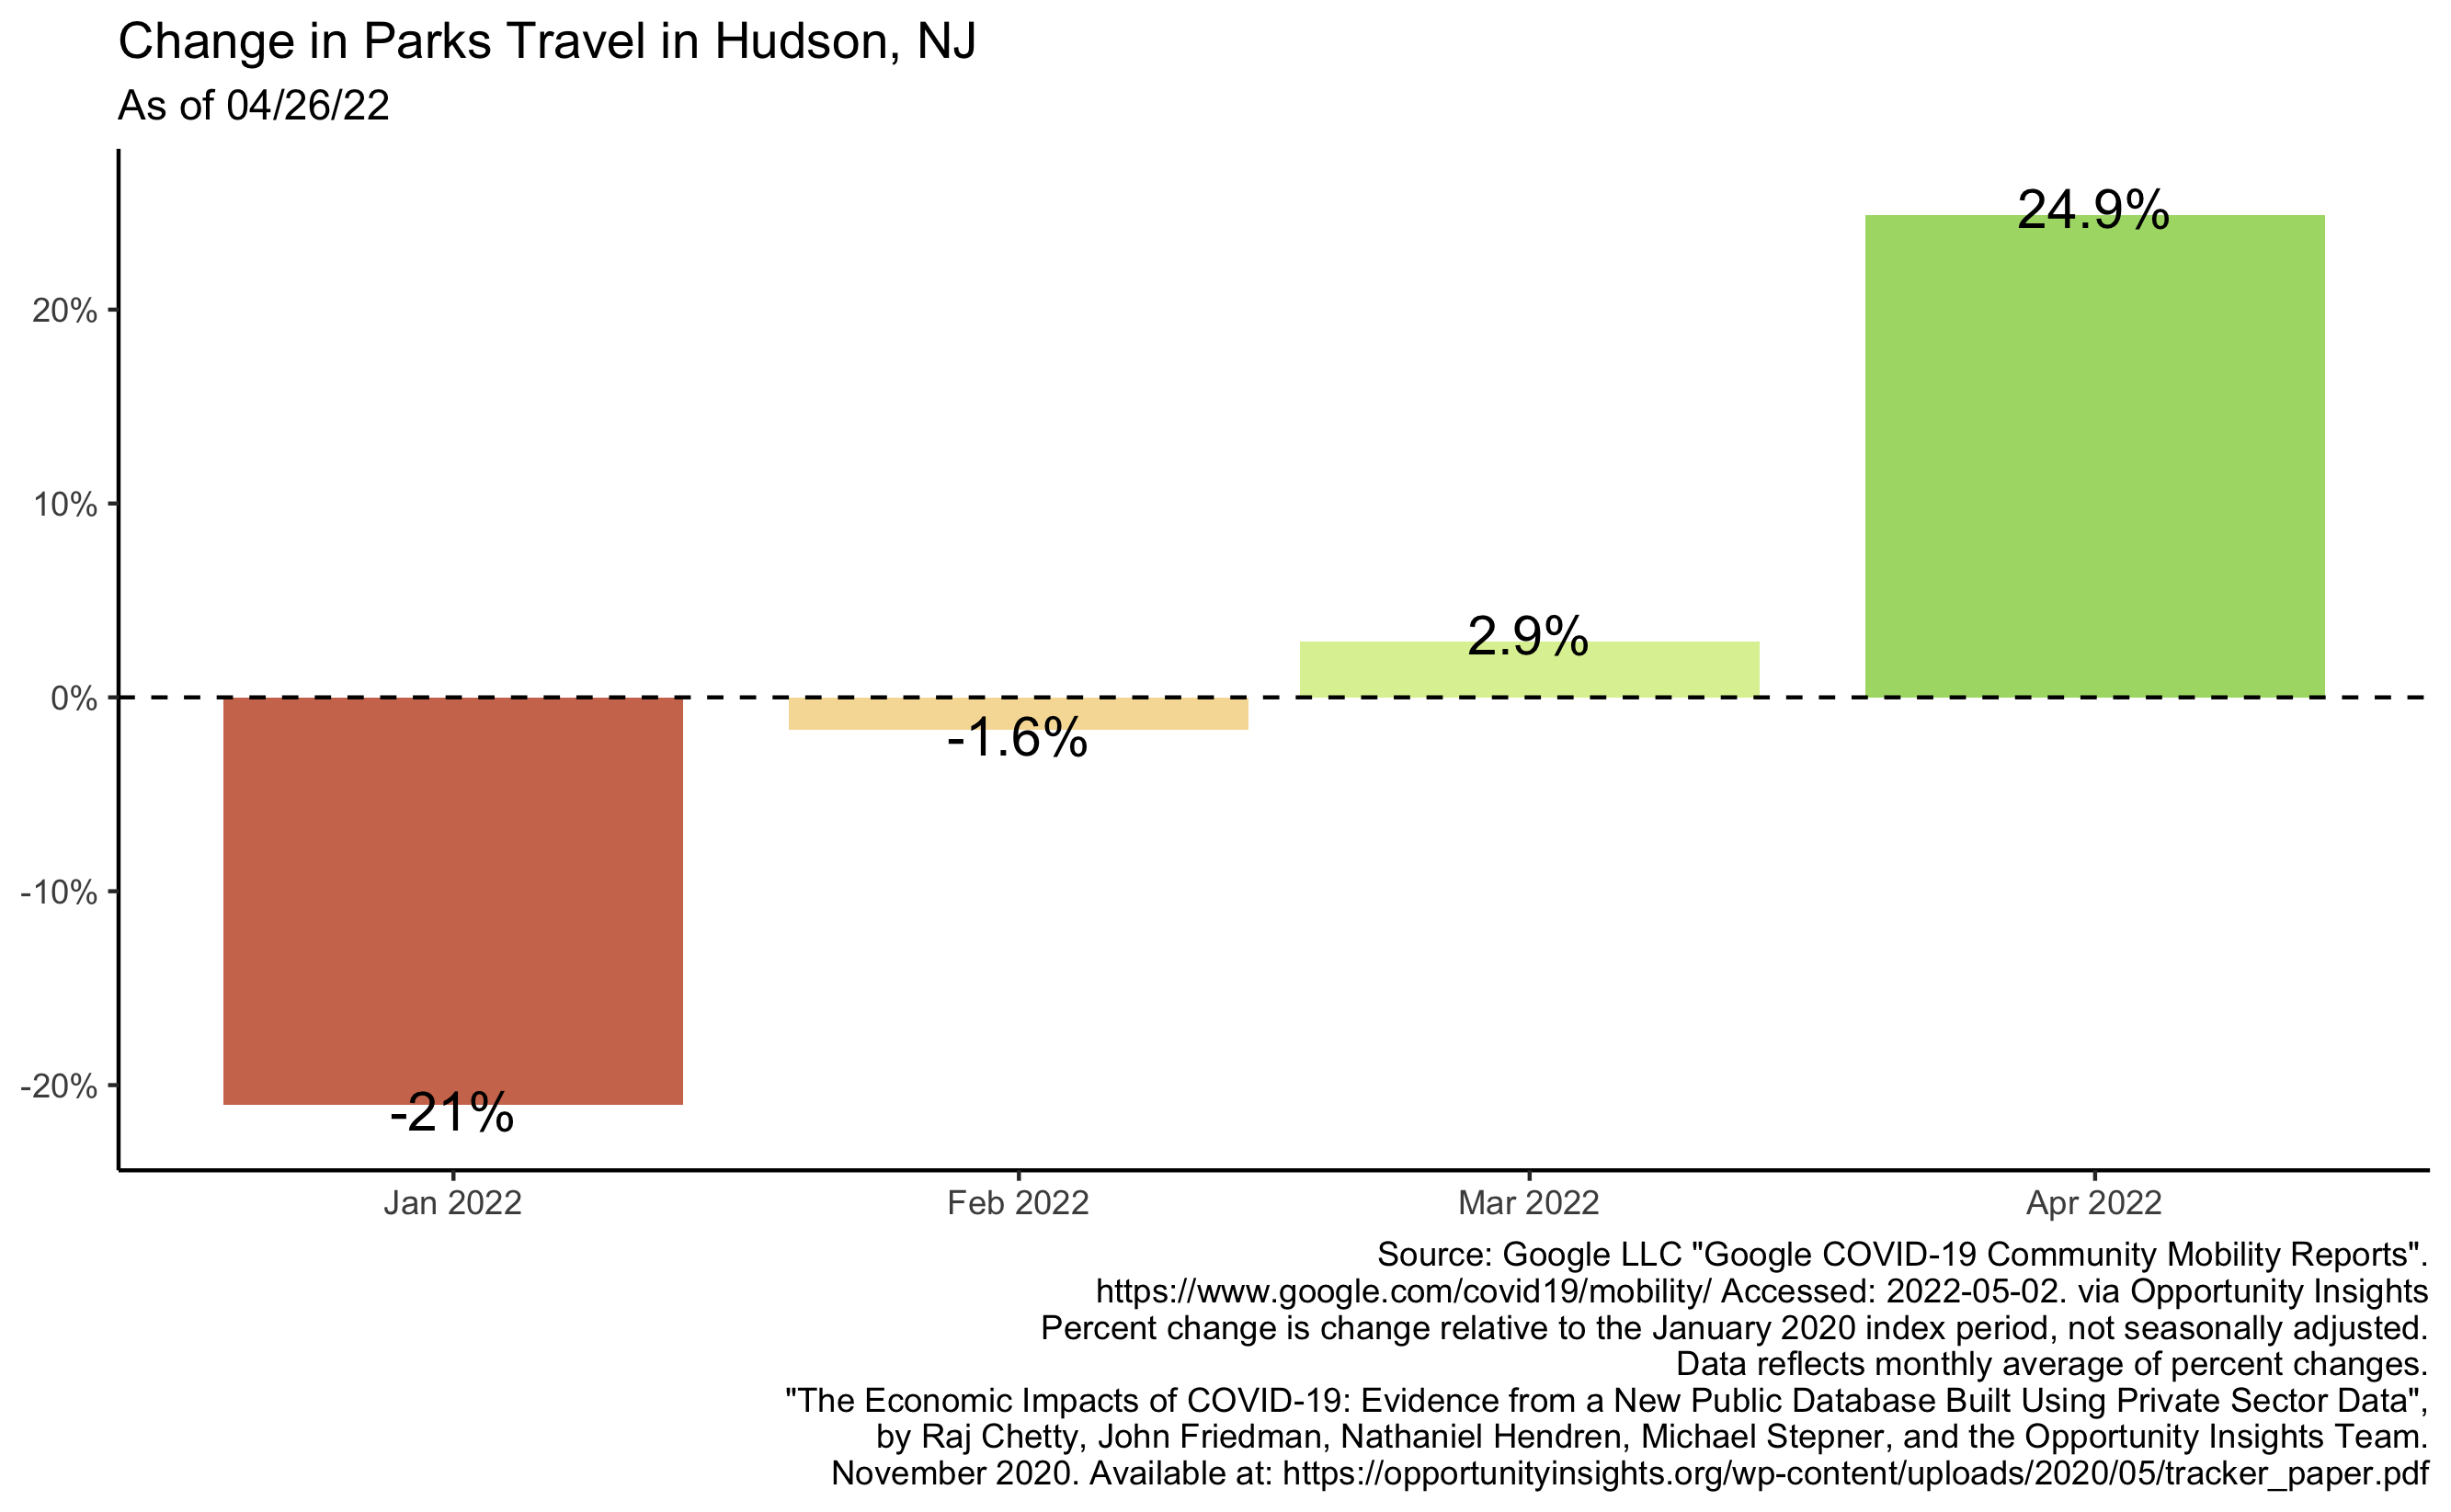 Change in Parks Travel in Hudson, NJ
As of 04/26/22
24.9%
20%
10%
2.9%
0%
-1.6%
-10%
-20%
-21%
Jan 2022 Feb 2022 Mar 2022 Apr 2022
Source: Google LLC "Google COVID-19 Community Mobility Reports".
https://www.google.com/covid19/mobility/ Accessed: 2022-05-02. via Opportunity Insights
Percent change is change relative to the January 2020 index period, not seasonally adjusted.
Data reflects monthly average of percent changes.
"The Economic Impacts of COVID-19: Evidence from a New Public Database Built Using Private Sector Data",
by Raj Chetty, John Friedman, Nathaniel Hendren, Michael Stepner, and the Opportunity Insights Team.
November 2020. Available at: https://opportunityinsights.org/wp-content/uploads/2020/05/tracker_paper.pdf